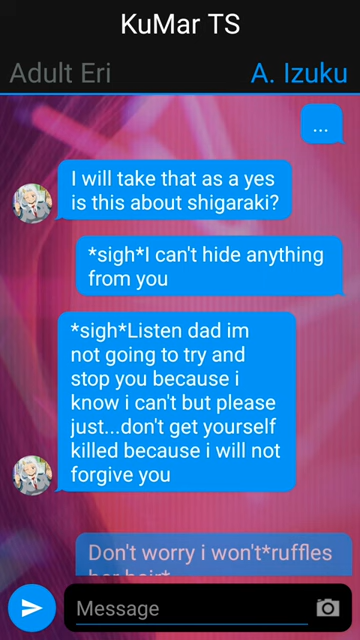 KuMar TS
Adult Eri
A. Izuku
...
I will take that as a yes
is this about shigaraki?
*sigh*I can't hide anything
from you
*sigh*Listen dad im
not going to try and
stop you because i
know i can't but please
just...don't get yourself
killed because i will not
forgive you
Don't worry i won't*ruffles
her hair*
Message